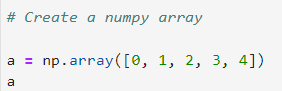 # Create a numpy array
a = np.array([0, 1, 2, 3, 4])
a